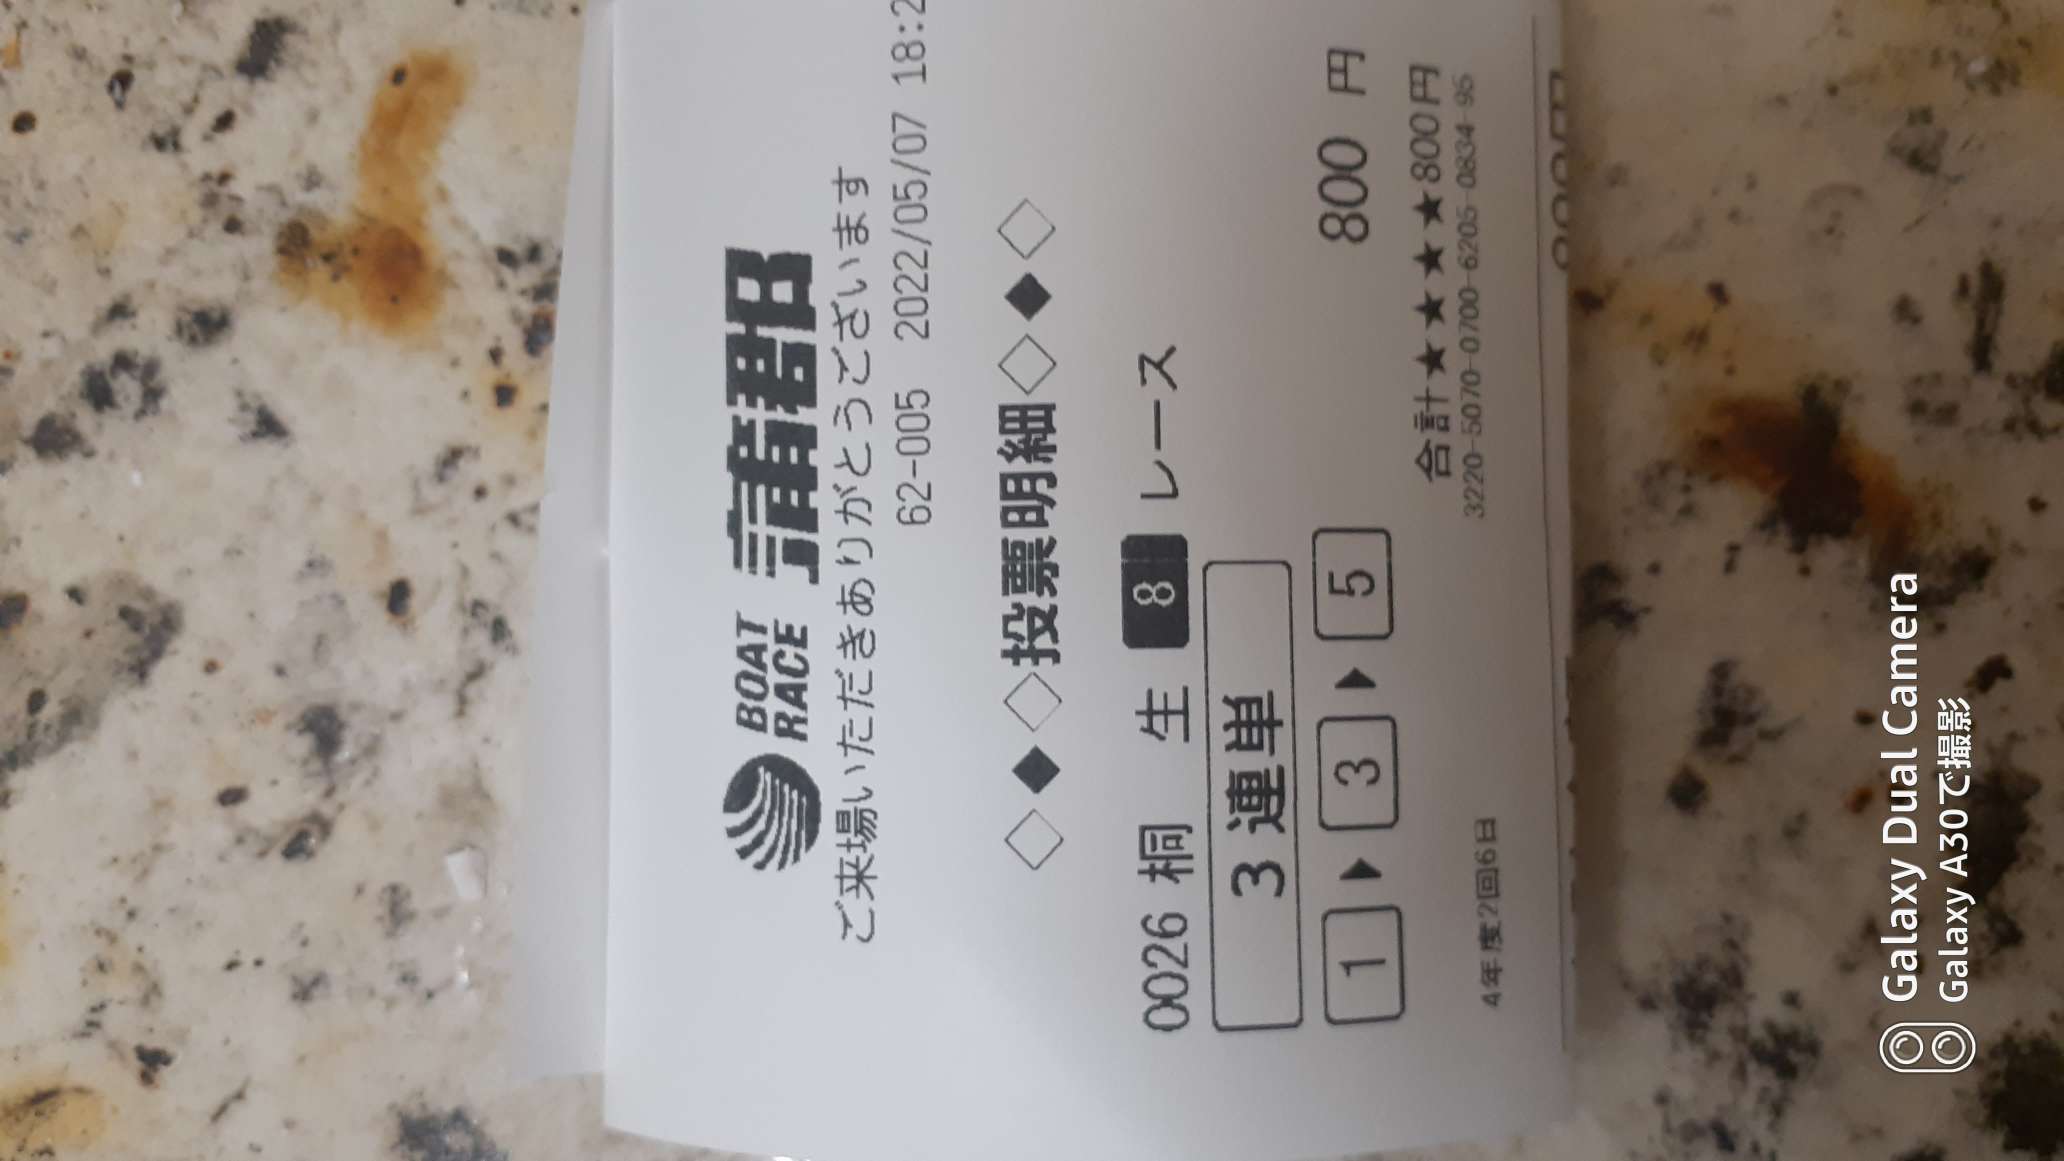 BOAT RACE 蒲郡
ご来場いただきありがとうございます
62-005 2022/05/07 18:2
◇◆◇投票明細◇◆◇
0026 桐 生 8 レース
3連単
1▶3▶5 800 円
合計★★★★★800円
4年度2回6日 3220-5070-0700-6205-0834-96
Galaxy Dual Camera
Galaxy A30で撮影